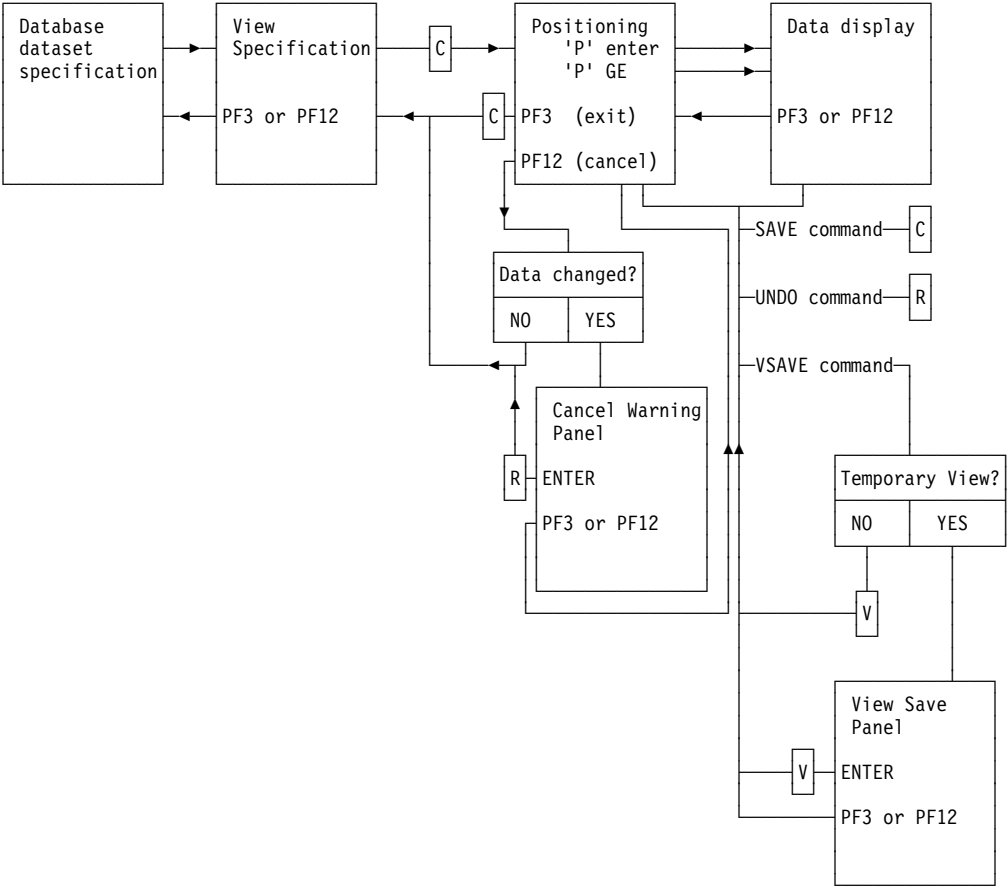 Database
dataset
specification
View
Specification
PF3 or PF12
C
C
Positioning
'P' enter
'P' GE
PF3 (exit)
PF12 (cancel)
Data display
PF3 or PF12
SAVE command
C
UNDO command
R
VSAVE command
Data changed?
NO
YES
Cancel Warning
Panel
R
ENTER
PF3 or PF12
Temporary View?
NO
YES
V
View Save
Panel
V
ENTER
PF3 or PF12